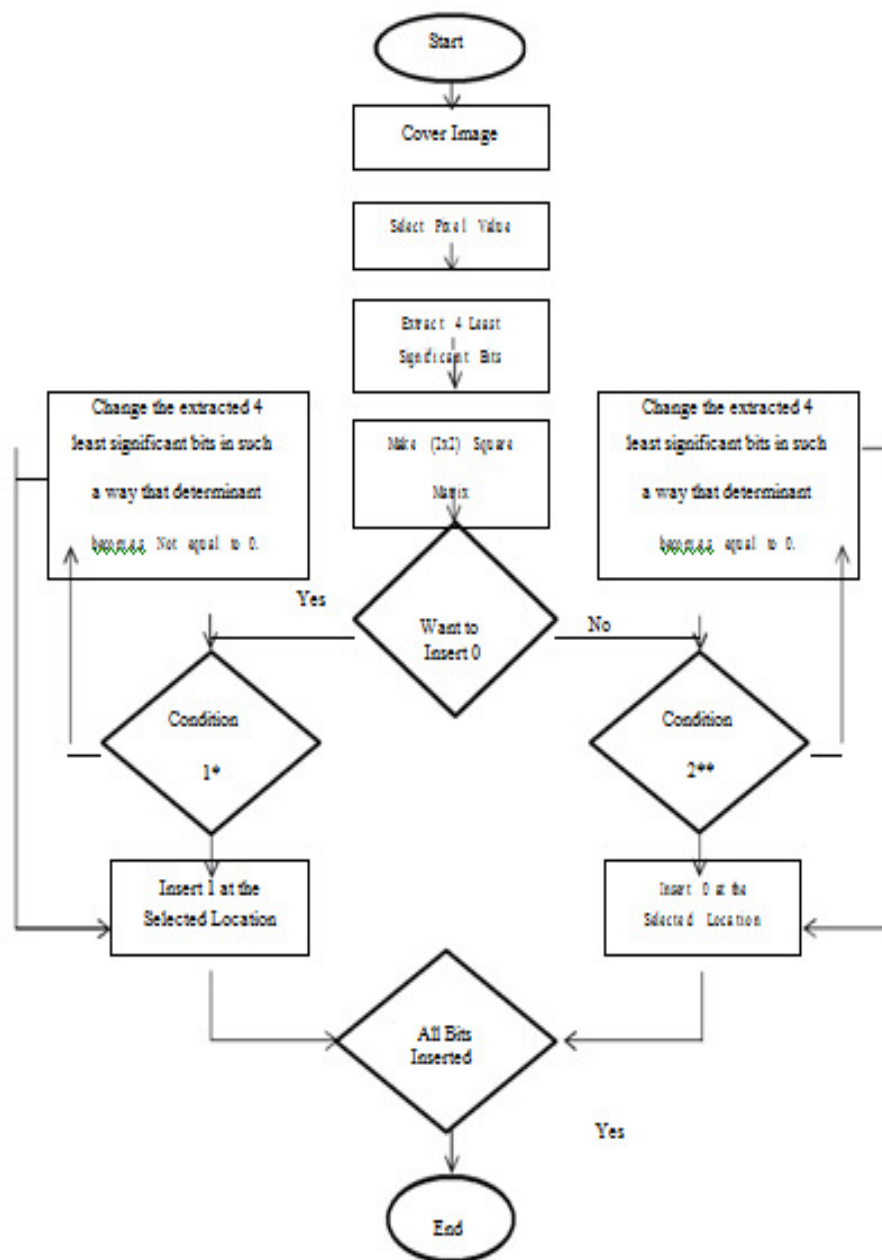 Start
Cover Image
Select Pixel Value
Extract 4 Least
Significant Bits
Change the extracted 4
least significant bits in such
a way that determinant
becomes Not equal to 0.
Make (2x2) Square
Matrix
Change the extracted 4
least significant bits in such
a way that determinant
becomes equal to 0.
Yes
Want to
Insert 0
No
Condition
1*
Condition
2**
Insert 1 at the
Selected Location
Insert 0 at the
Selected Location
All Bits
Inserted
Yes
End